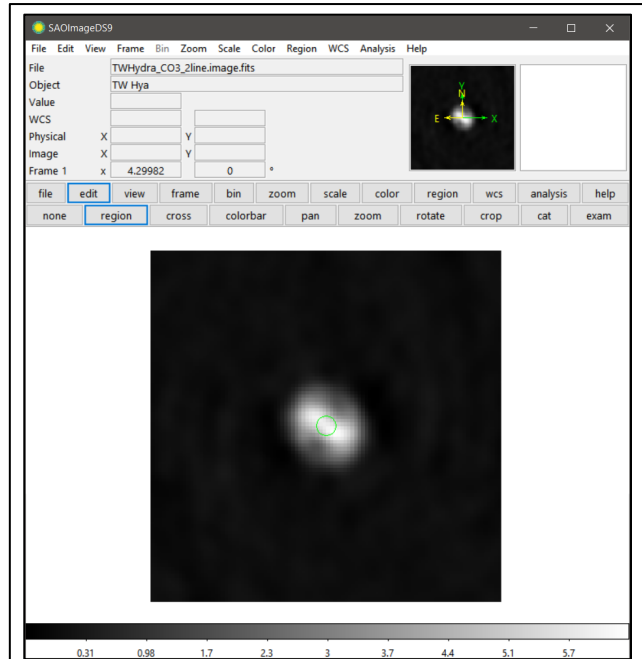 SAOImageDS9
File Edit View Frame Bin Zoom Scale Color Region WCS Analysis Help
File TWHydra_CO3_2line.image.fits
Object TW Hya
Value
WCS
Physical X Y
Image X Y
Frame 1 x 4.29982 0 °
Y
N
E X
file edit view frame bin zoom scale color region wcs analysis help
none region cross colorbar pan zoom rotate crop cat exam
0.31 0.98 1.7 2.3 3 3.7 4.4 5.1 5.7